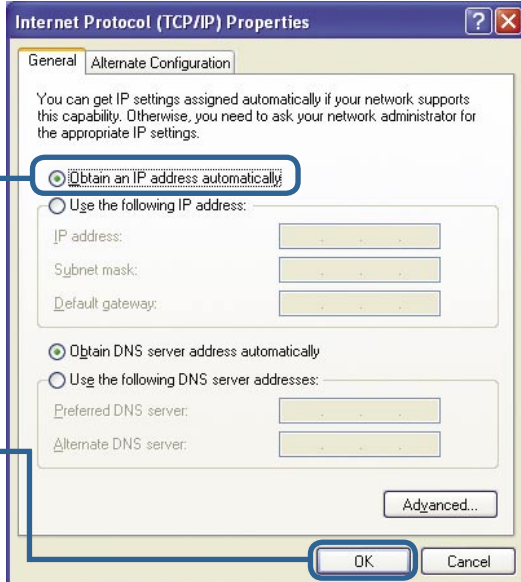 Internet Protocol (TCP/IP) Properties
General
Alternate Configuration
You can get IP settings assigned automatically if your network supports
this capability. Otherwise, you need to ask your network administrator for
the appropriate IP settings.
Obtain an IP address automatically
Use the following IP address:
IP address:
Subnet mask:
Default gateway:
Obtain DNS server address automatically
Use the following DNS server addresses:
Preferred DNS server:
Alternate DNS server:
Advanced...
OK
Cancel